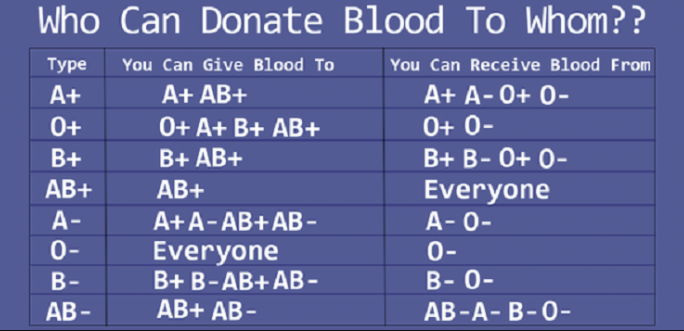 Who Can Donate Blood To Whom??
Type You Can Give Blood To You Can Receive Blood From
A+ A+ AB+ A+ A- O+ O-
O+ O+ A+ B+ AB+ O+ O-
B+ B+ AB+ B+ B- O+ O-
AB+ AB+ Everyone
A- A+ A- AB+ AB- A- O-
O- Everyone O-
B- B+ B- AB+ AB- B- O-
AB- AB+ AB- AB- A- B- O-